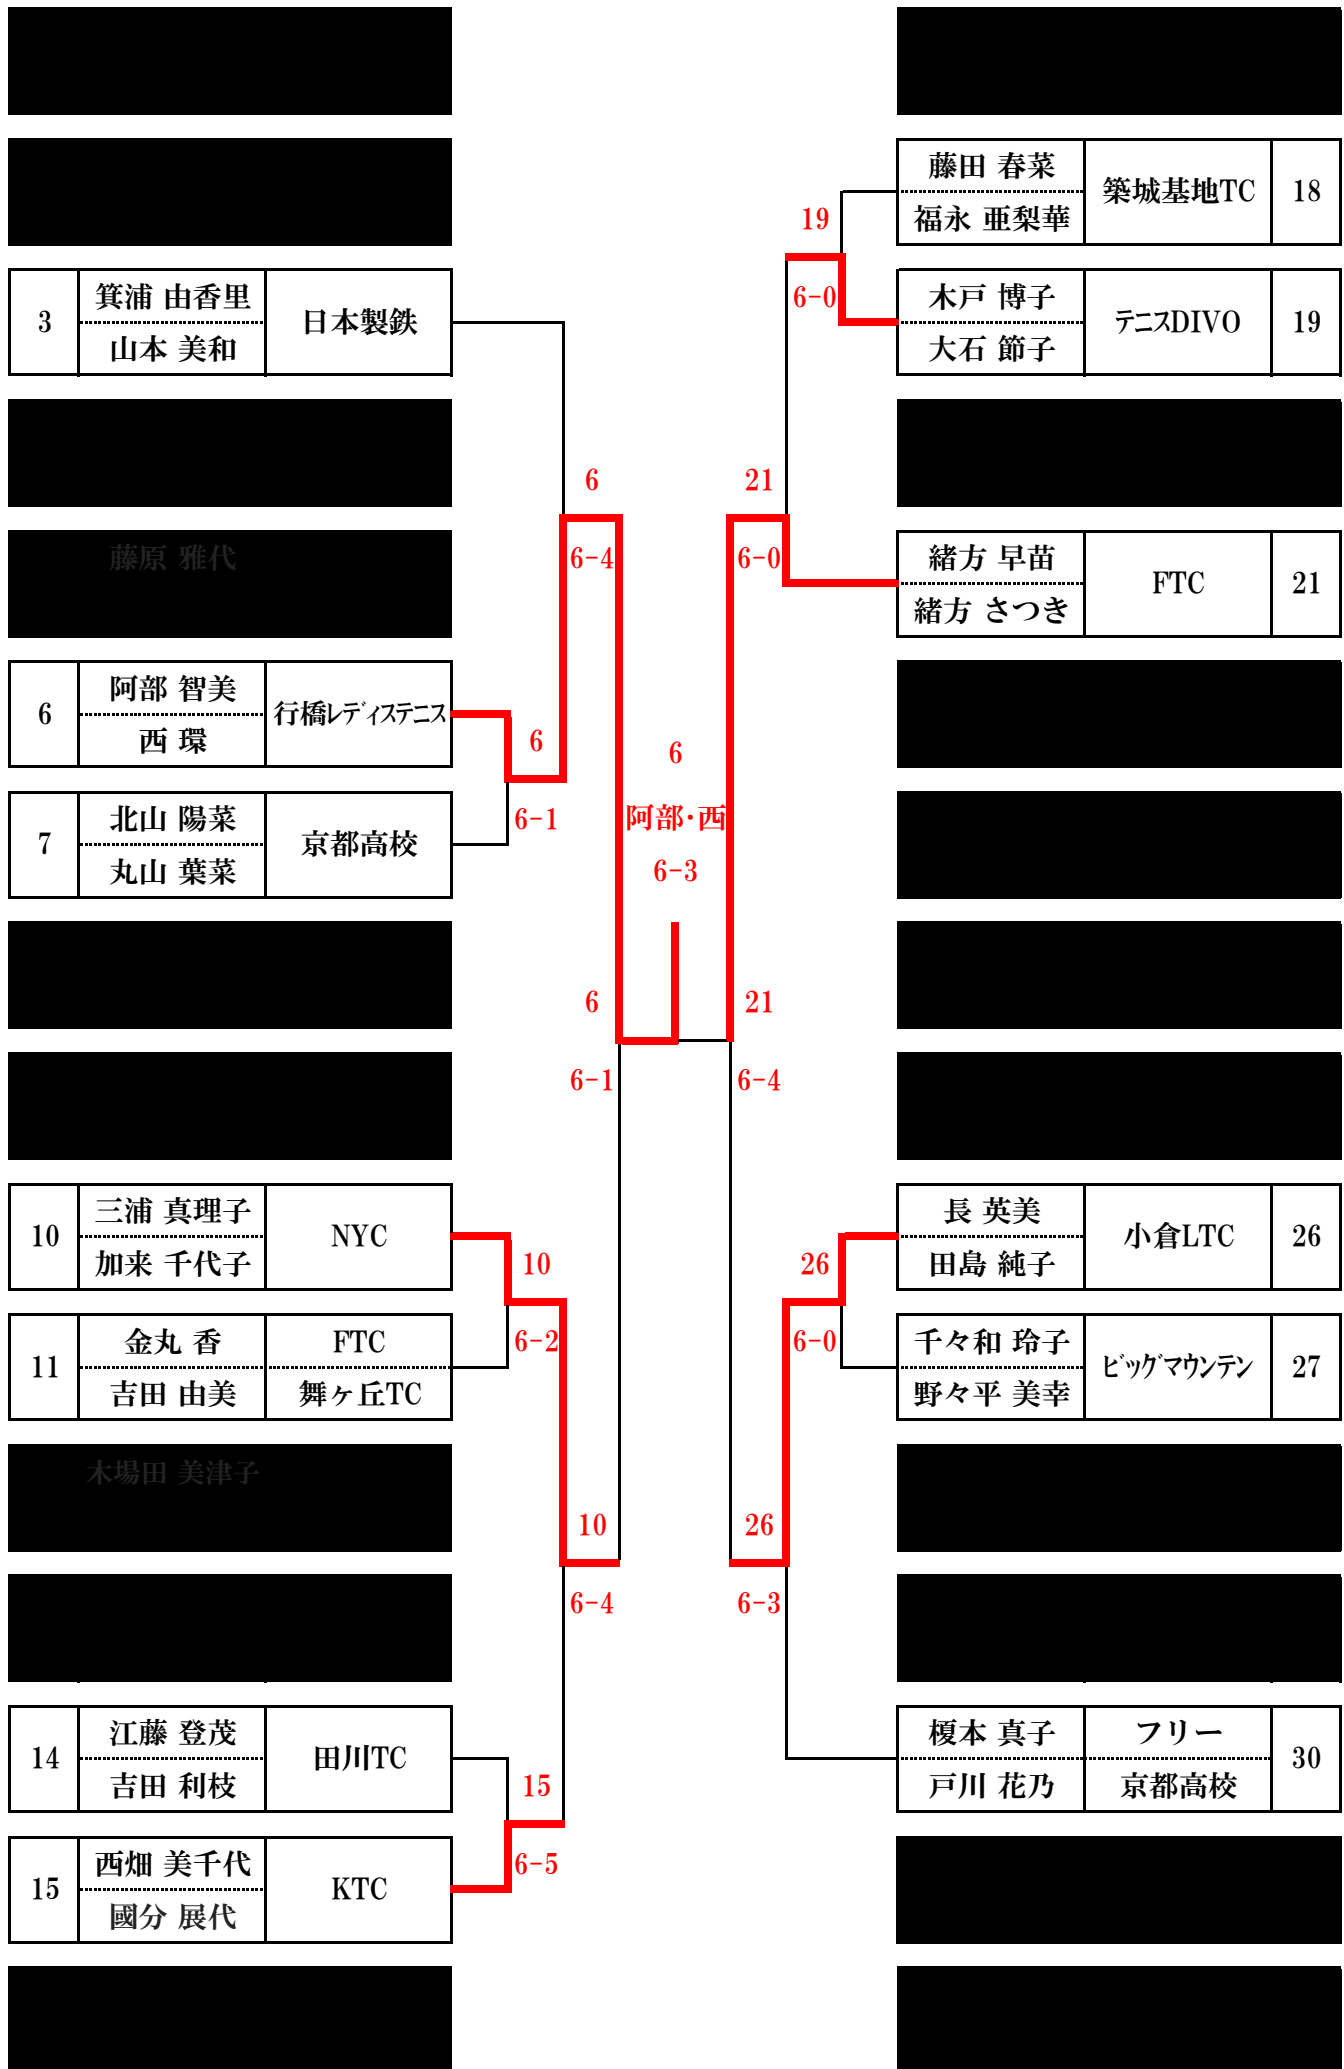 3
箕浦 由香里
山本 美和
日本製鉄
藤原 雅代
6
阿部 智美
西 環
行橋レディステニス
7
北山 陽菜
丸山 葉菜
京都高校
10
三浦 真理子
加来 千代子
NYC
11
金丸 香
吉田 由美
FTC
舞ヶ丘TC
木場田 美津子
14
江藤 登茂
吉田 利枝
田川TC
15
西畑 美千代
國分 展代
KTC
6
6-4
6
6-1
6
6-1
10
6-2
10
6-4
15
6-5
6
阿部・西
6-3
19
6-0
21
6-0
21
6-4
26
6-0
26
6-3
藤田 春菜
福永 亜梨華
築城基地TC
18
木戸 博子
大石 節子
テニスDIVO
19
緒方 早苗
緒方 さつき
FTC
21
長 英美
田島 純子
小倉LTC
26
千々和 玲子
野々平 美幸
ビッグマウンテン
27
榎本 真子
戸川 花乃
フリー
京都高校
30